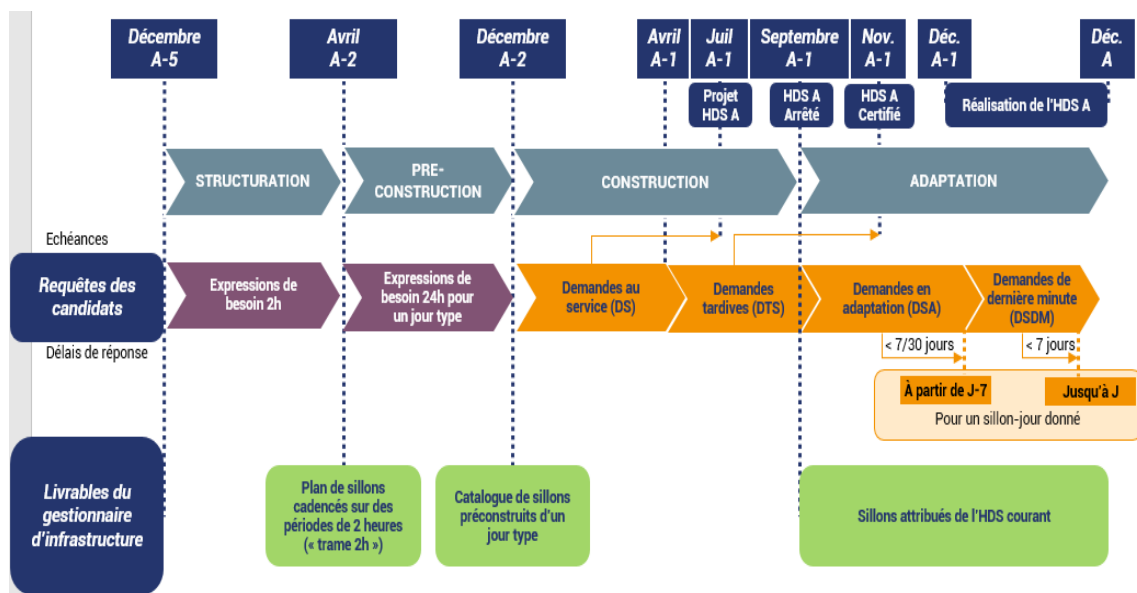 Décembre
A-5
Avril
A-2
Décembre
A-2
Avril
A-1
Juil
A-1
Septembre
A-1
Nov.
A-1
Déc.
A-1
Déc.
A
Projet
HDS A
HDS A
Arrêté
HDS A
Certifié
Réalisation de l'HDS A
STRUCTURATION
PRE-
CONSTRUCTION
CONSTRUCTION
ADAPTATION
Echéances
Requêtes des
candidats
Expressions de
besoin 2h
Expressions de
besoin 24h pour
un jour type
Demandes au
service (DS)
Demandes
tardives (DTS)
Demandes en
adaptation (DSA)
Demandes de
dernière minute
(DSDM)
Délais de réponse
< 7/30 jours
< 7 jours
À partir de J-7
Jusqu'à J
Pour un sillon-jour donné
Livrables du
gestionnaire
d'infrastructure
Plan de sillons
cadencés sur des
périodes de 2 heures
(« trame 2h »)
Catalogue de sillons
préconstruits d'un
jour type
Sillons attribués de l'HDS courant